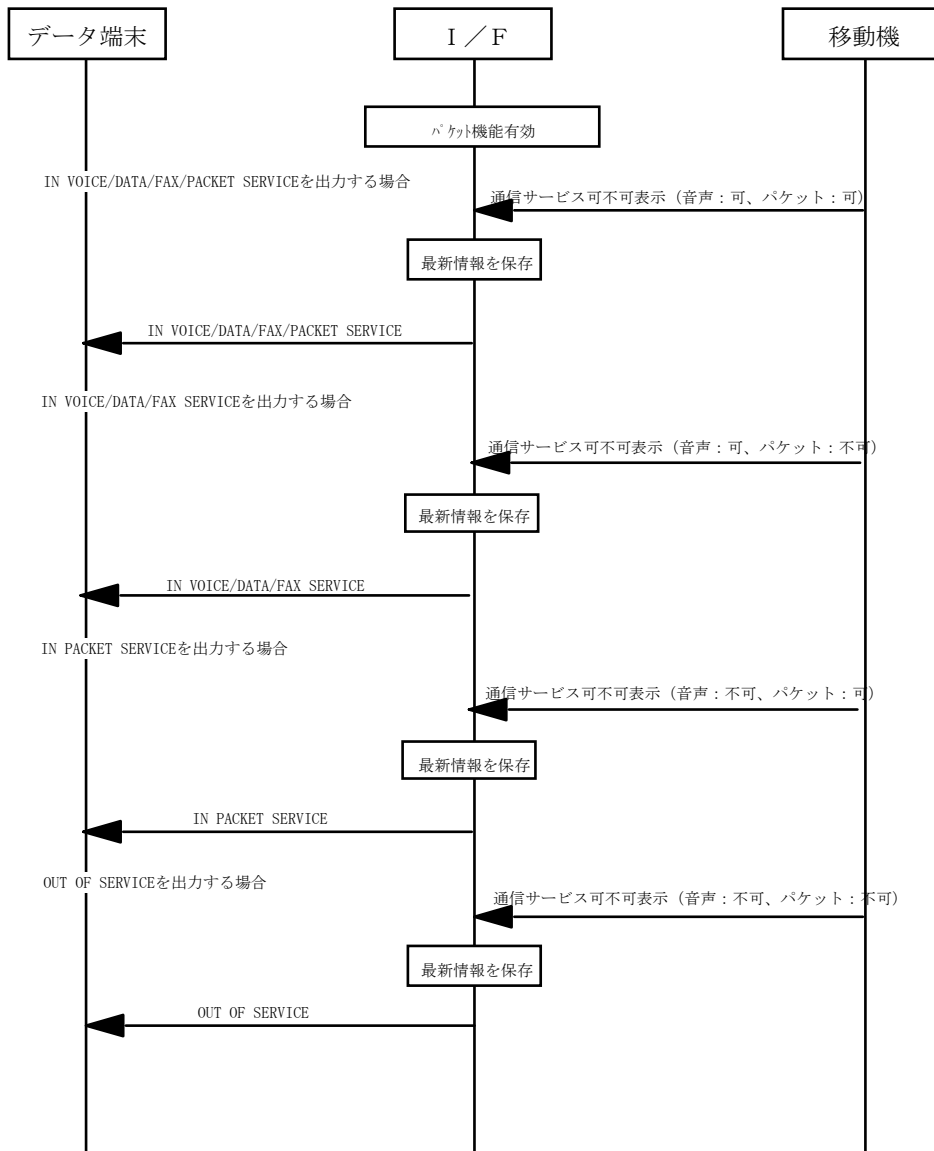 データ端末
Ｉ／Ｆ
移動機
ﾊﾟｹｯﾄ機能有効
IN VOICE/DATA/FAX/PACKET SERVICEを出力する場合
通信サービス可不可表示（音声：可、パケット：可）
最新情報を保存
IN VOICE/DATA/FAX/PACKET SERVICE
IN VOICE/DATA/FAX SERVICEを出力する場合
通信サービス可不可表示（音声：可、パケット：不可）
最新情報を保存
IN VOICE/DATA/FAX SERVICE
IN PACKET SERVICEを出力する場合
通信サービス可不可表示（音声：不可、パケット：可）
最新情報を保存
IN PACKET SERVICE
OUT OF SERVICEを出力する場合
通信サービス可不可表示（音声：不可、パケット：不可）
最新情報を保存
OUT OF SERVICE